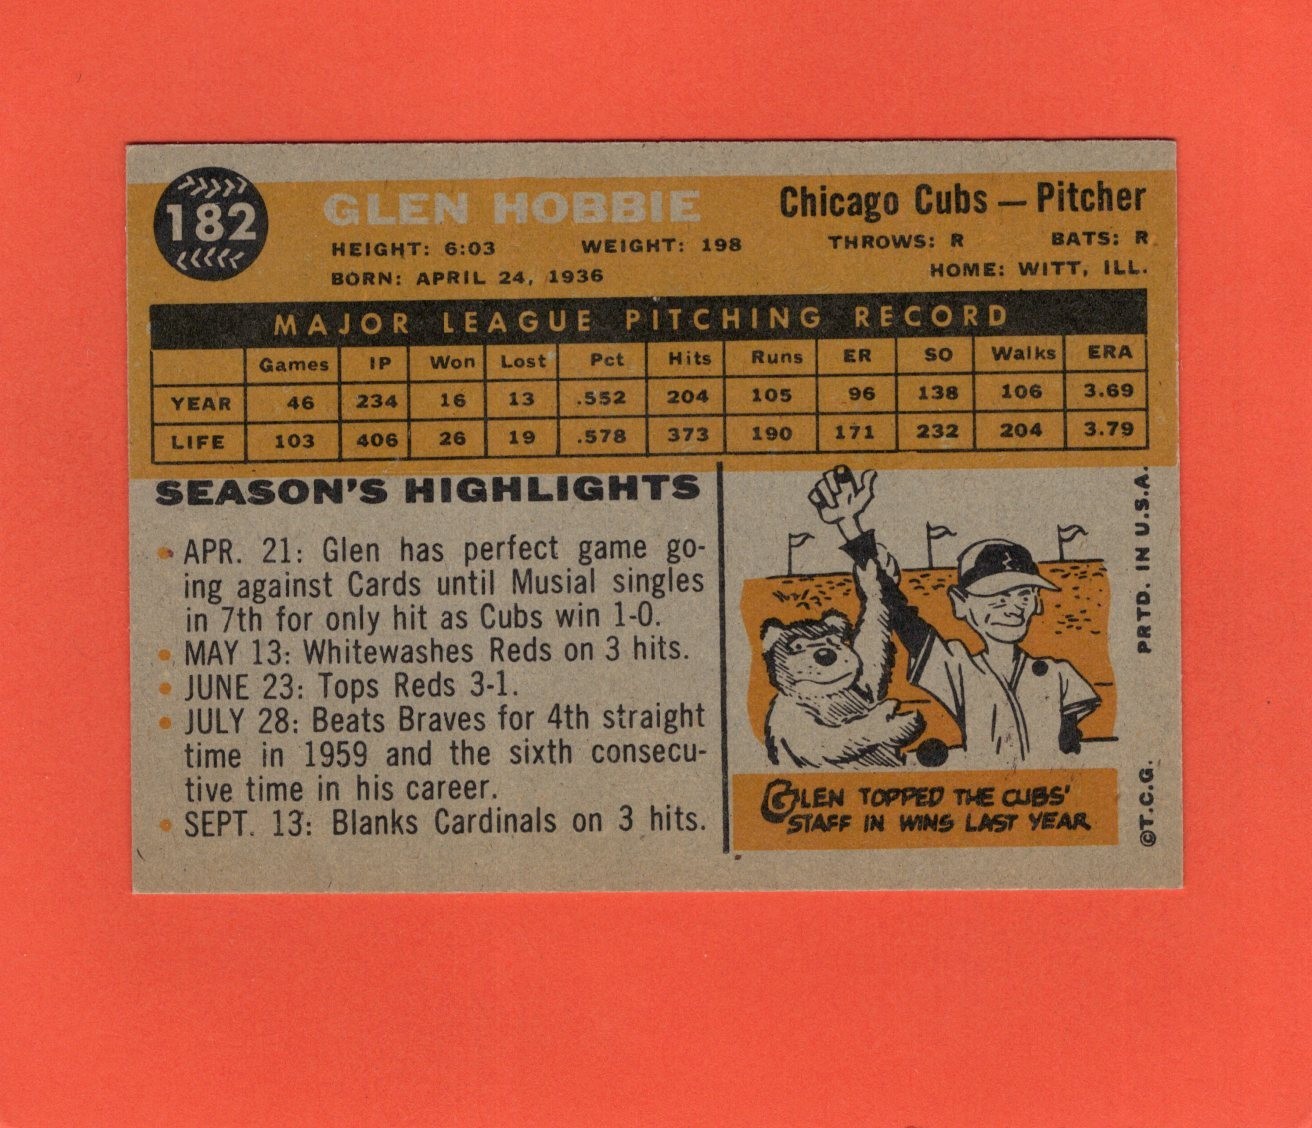 182
GLEN HOBBIE
Chicago Cubs — Pitcher
HEIGHT: 6:03 WEIGHT: 198 THROWS: R BATS: R
BORN: APRIL 24, 1936 HOME: WITT, ILL.
MAJOR LEAGUE PITCHING RECORD
Games IP Won Lost Pct Hits Runs ER SO Walks ERA
YEAR 46 234 16 13 .552 204 105 96 138 106 3.69
LIFE 103 406 26 19 .578 373 190 171 232 204 3.79
SEASON'S HIGHLIGHTS
• APR. 21: Glen has perfect game go-
ing against Cards until Musial singles
in 7th for only hit as Cubs win 1-0.
• MAY 13: Whitewashes Reds on 3 hits.
• JUNE 23: Tops Reds 3-1.
• JULY 28: Beats Braves for 4th straight
time in 1959 and the sixth consecu-
tive time in his career.
• SEPT. 13: Blanks Cardinals on 3 hits.
GLEN TOPPED THE CUBS'
STAFF IN WINS LAST YEAR
©T.C.G. PRTD. IN U.S.A.